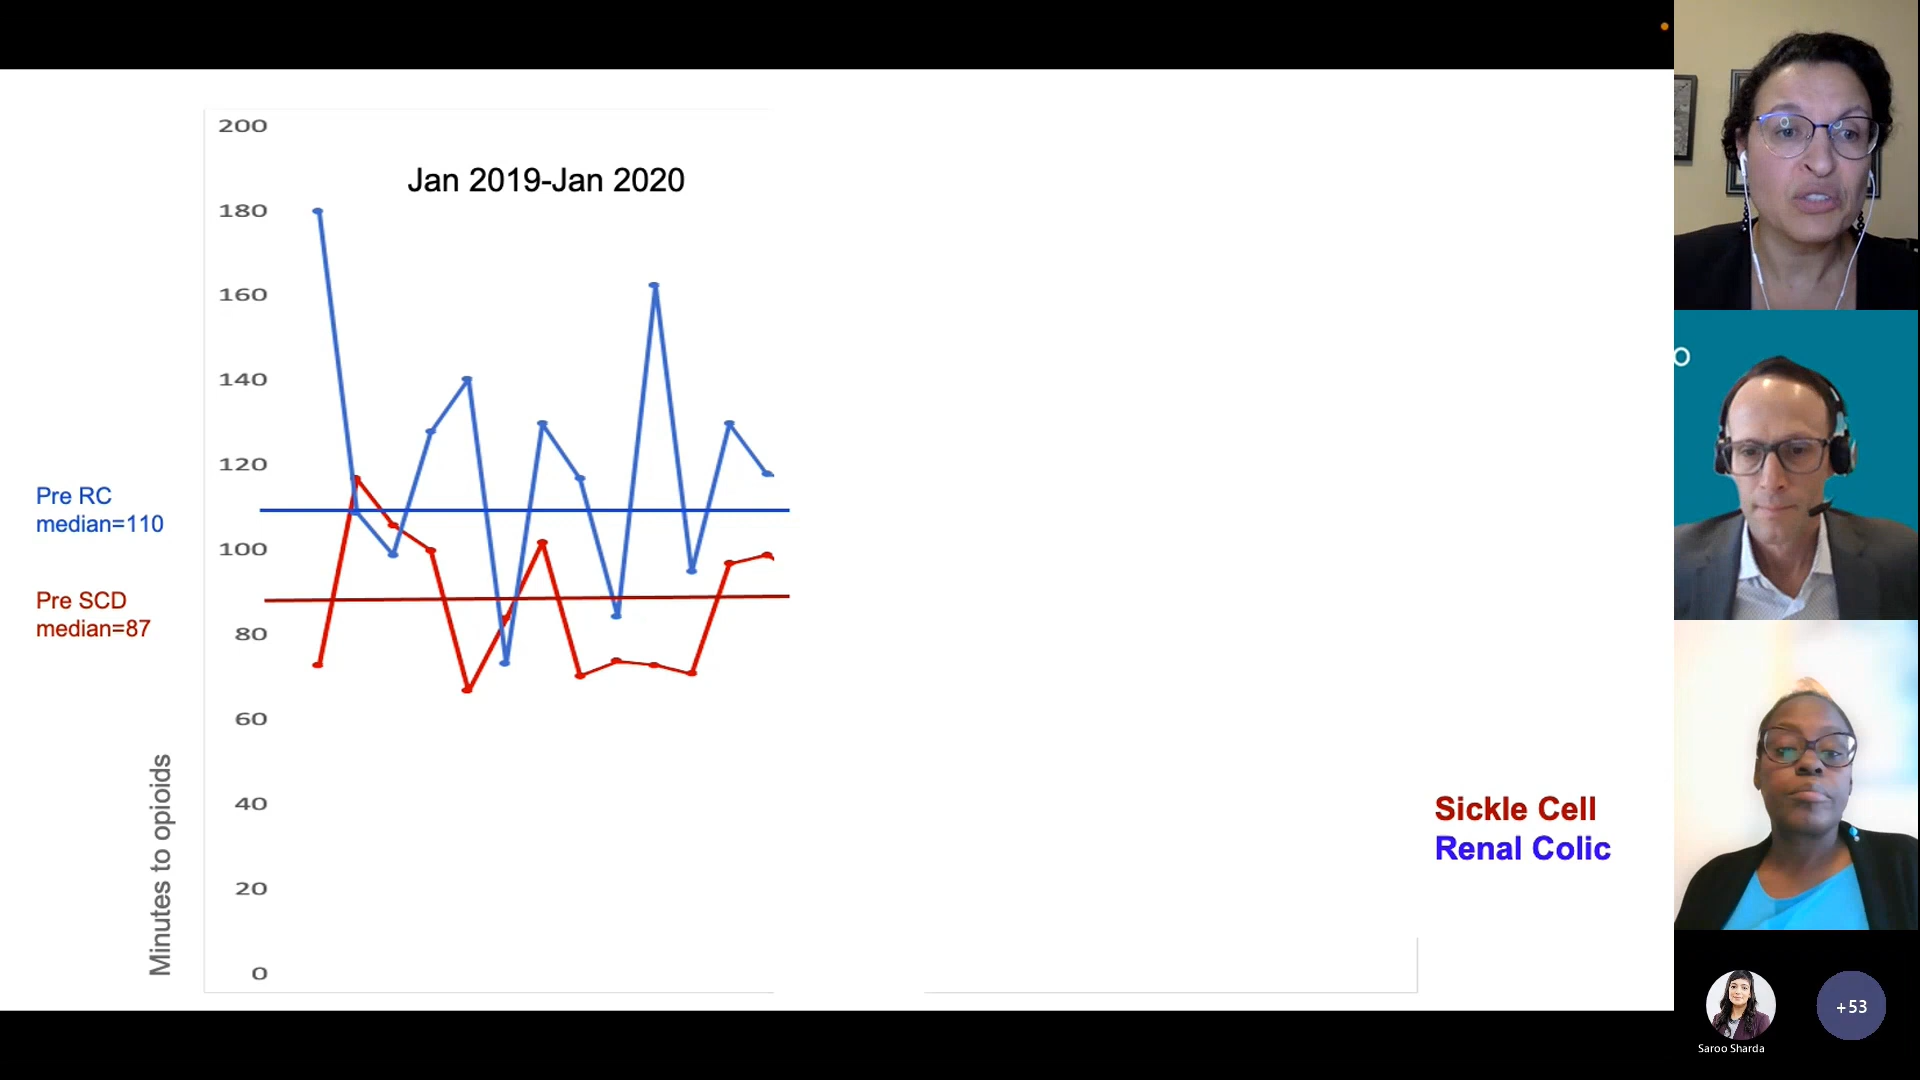 200
Jan 2019-Jan 2020
180
160
140
120
Pre RC
median=110
100
Pre SCD
median=87
80
60
40
20
0
Minutes to opioids
Sickle Cell
Renal Colic
O
+53
Saroo Sharda